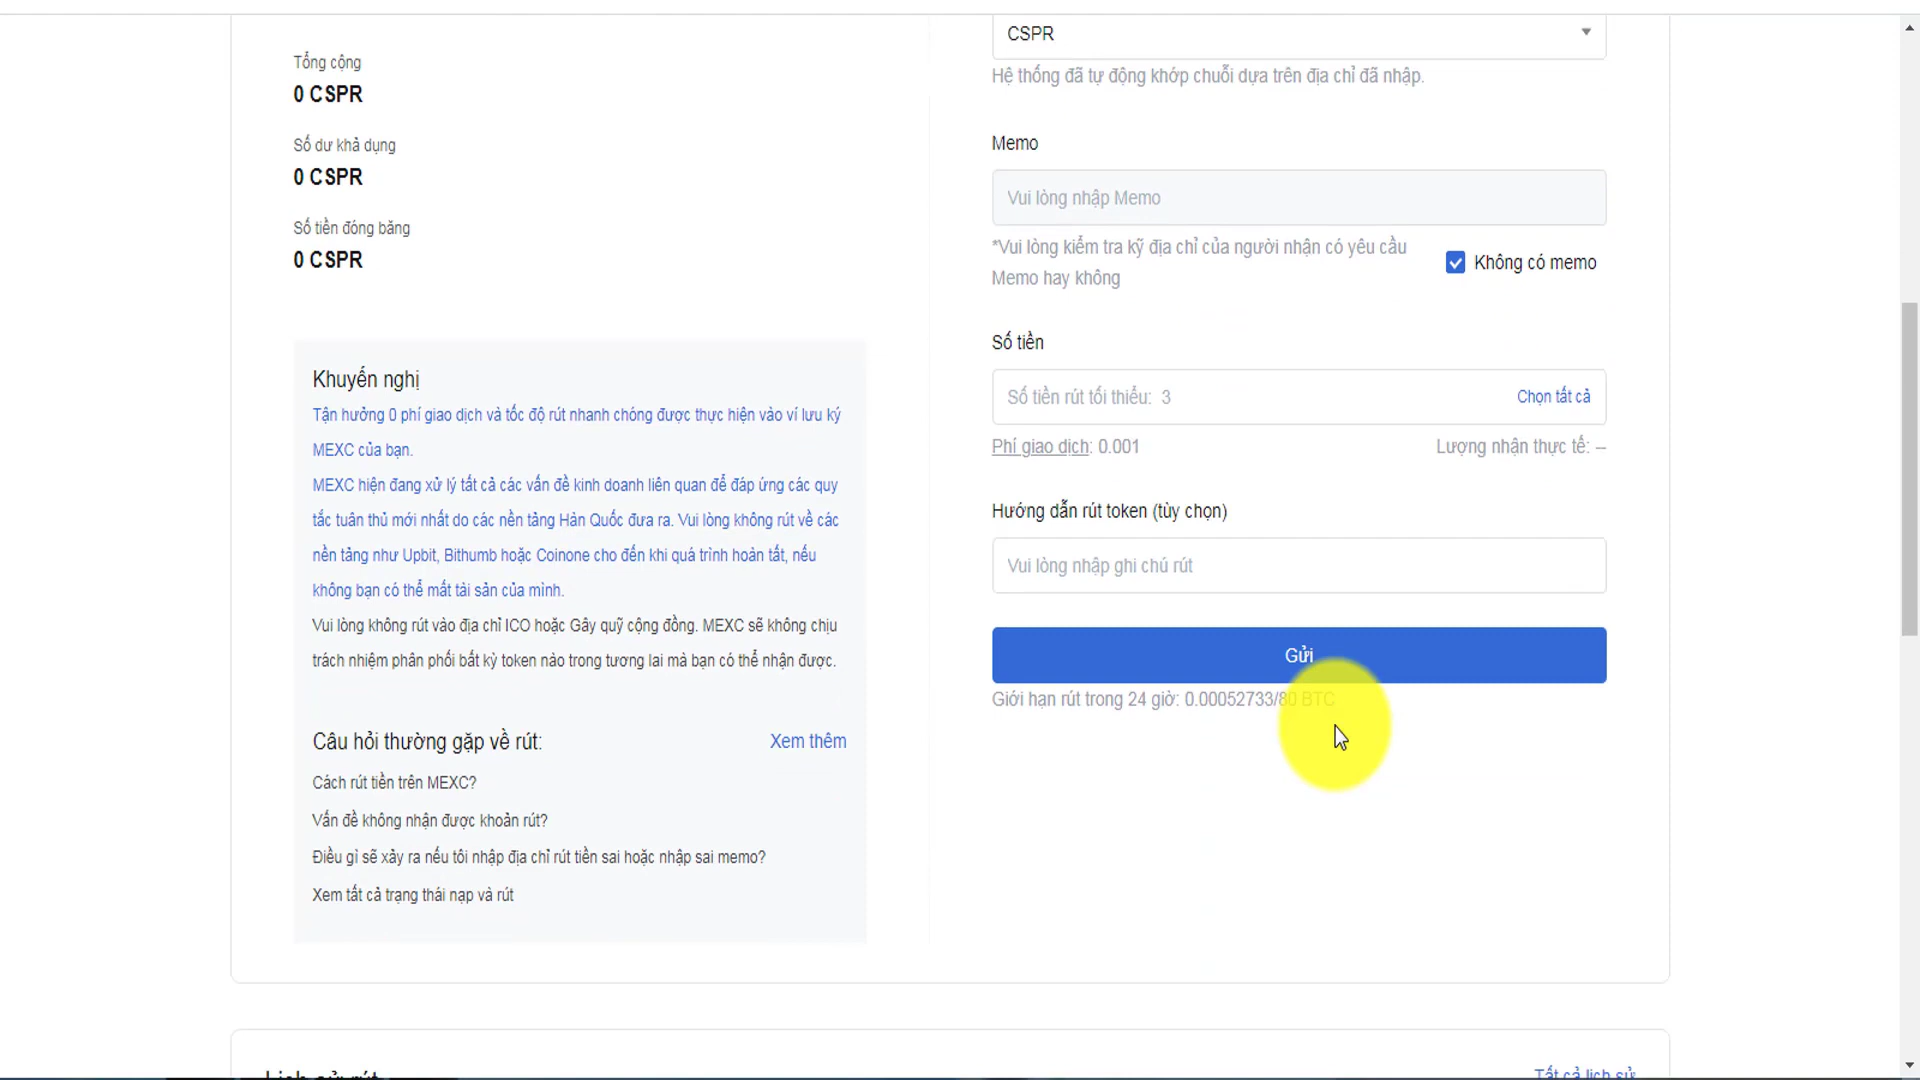 Tổng cộng
0 CSPR
Số dư khả dụng
0 CSPR
Số tiền đóng băng
0 CSPR
Khuyến nghị
Tận hưởng 0 phí giao dịch và tốc độ rút nhanh chóng được thực hiện vào ví lưu ký
MEXC của bạn.
MEXC hiện đang xử lý tất cả các vấn đề kinh doanh liên quan để đáp ứng các quy
tắc tuân thủ mới nhất do các nền tảng Hàn Quốc đưa ra. Vui lòng không rút về các
nền tảng như Upbit, Bithumb hoặc Coinone cho đến khi quá trình hoàn tất, nếu
không bạn có thể mất tài sản của mình.
Vui lòng không rút vào địa chỉ ICO hoặc Gây quỹ cộng đồng. MEXC sẽ không chịu
trách nhiệm phân phối bất kỳ token nào trong tương lai mà bạn có thể nhận được.
Câu hỏi thường gặp về rút: Xem thêm
Cách rút tiền trên MEXC?
Vấn đề không nhận được khoản rút?
Điều gì sẽ xảy ra nếu tôi nhập địa chỉ rút tiền sai hoặc nhập sai memo?
Xem tất cả trạng thái nạp và rút
CSPR
Hệ thống đã tự động khớp chuỗi dựa trên địa chỉ đã nhập.
Memo
Vui lòng nhập Memo
*Vui lòng kiểm tra kỹ địa chỉ của người nhận có yêu cầu
Memo hay không
Không có memo
Số tiền
Số tiền rút tối thiểu: 3 Chọn tất cả
Phí giao dịch: 0.001 Lượng nhận thực tế: --
Hướng dẫn rút token (tùy chọn)
Vui lòng nhập ghi chú rút
Gửi
Giới hạn rút trong 24 giờ: 0.00052733/80 BTC
Lịch sử rút Tất cả lịch sử